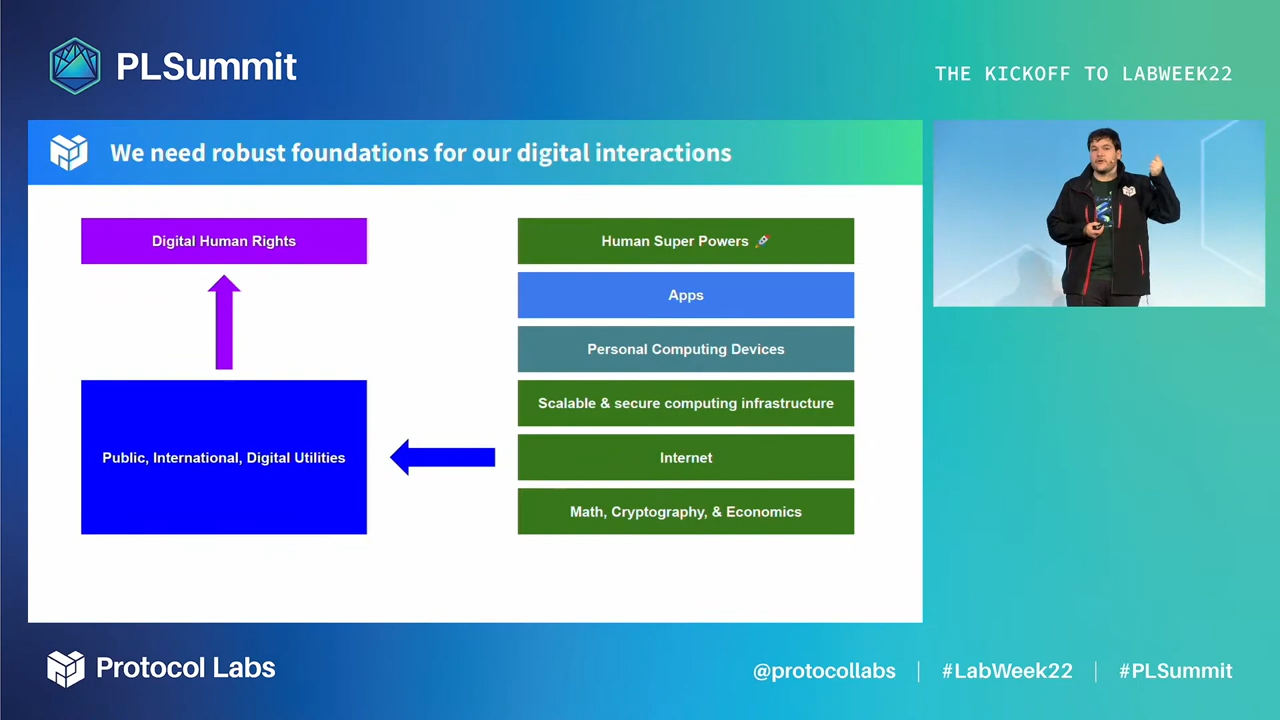 PLSummit
THE KICKOFF TO LABWEEK22
We need robust foundations for our digital interactions
Digital Human Rights
Public, International, Digital Utilities
Human Super Powers 🚀
Apps
Personal Computing Devices
Scalable & secure computing infrastructure
Internet
Math, Cryptography, & Economics
Protocol Labs
@protocollabs | #LabWeek22 | #PLSummit